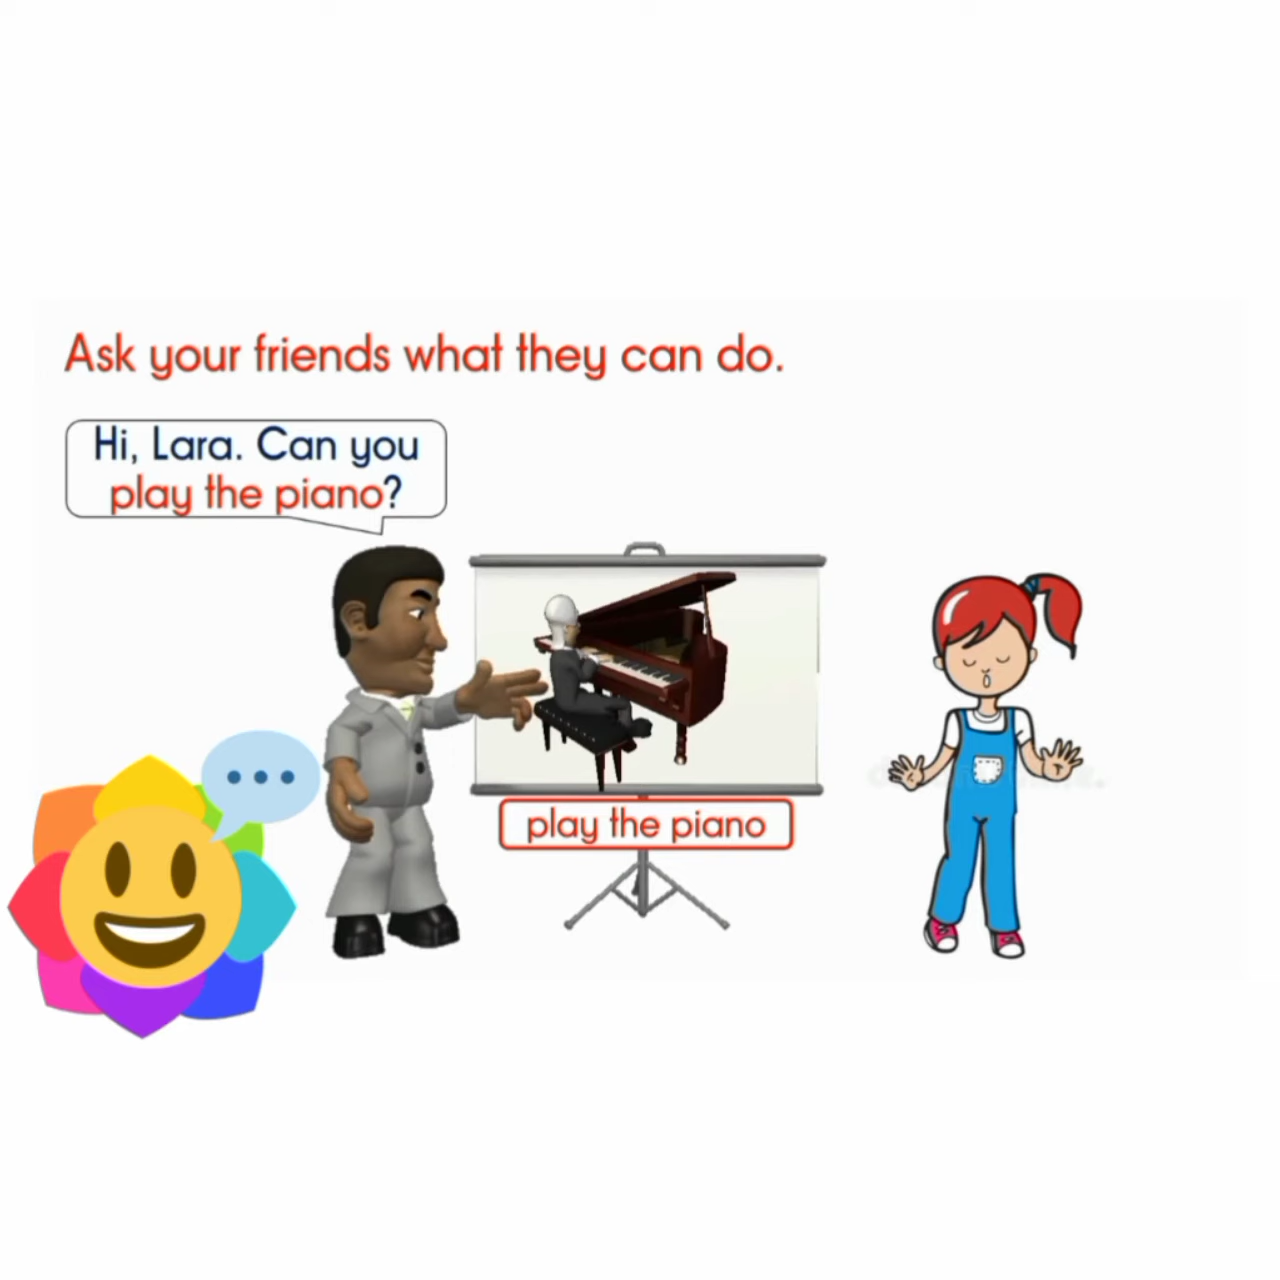 Ask your friends what they can do.
Hi, Lara. Can you
play the piano?
play the piano